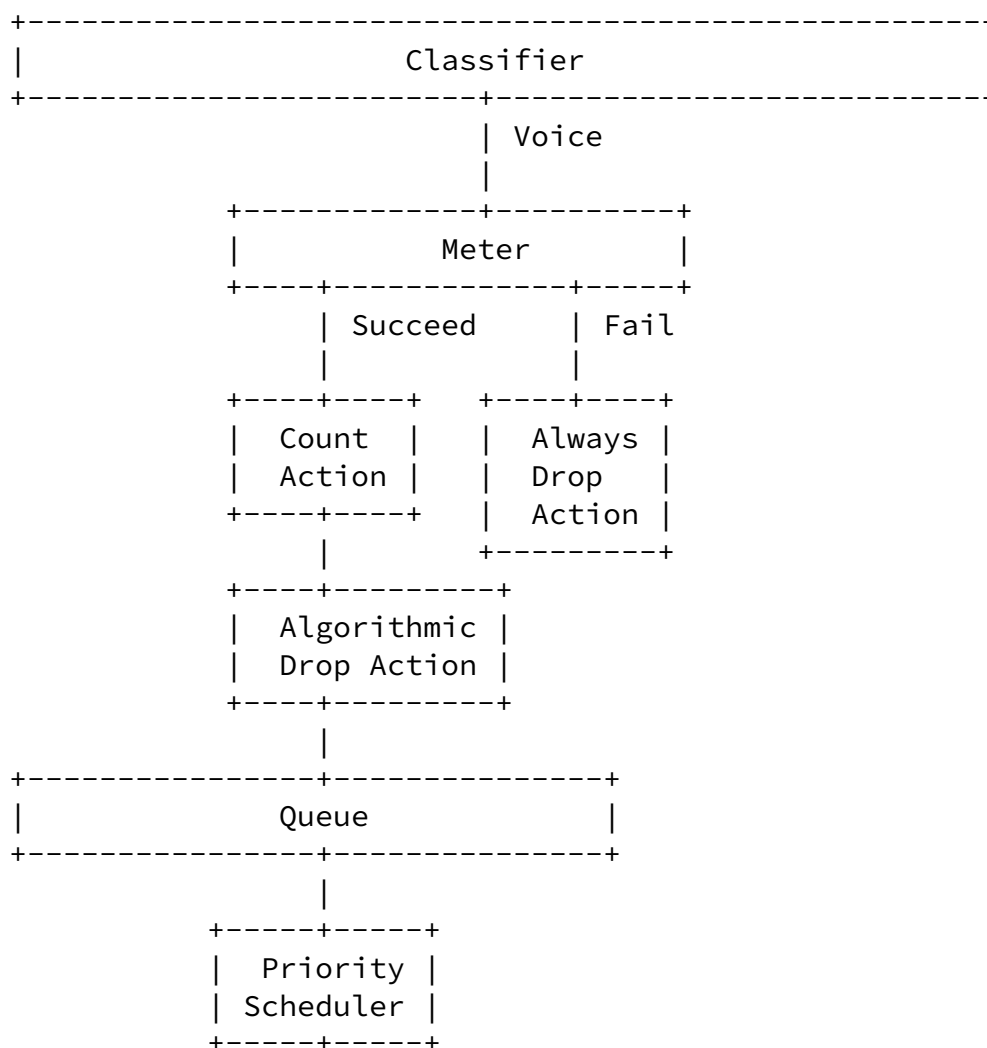 Classifier
Voice
Meter
Succeed Fail
Count Always
Action Drop
Action
Algorithmic
Drop Action
Queue
Priority
Scheduler